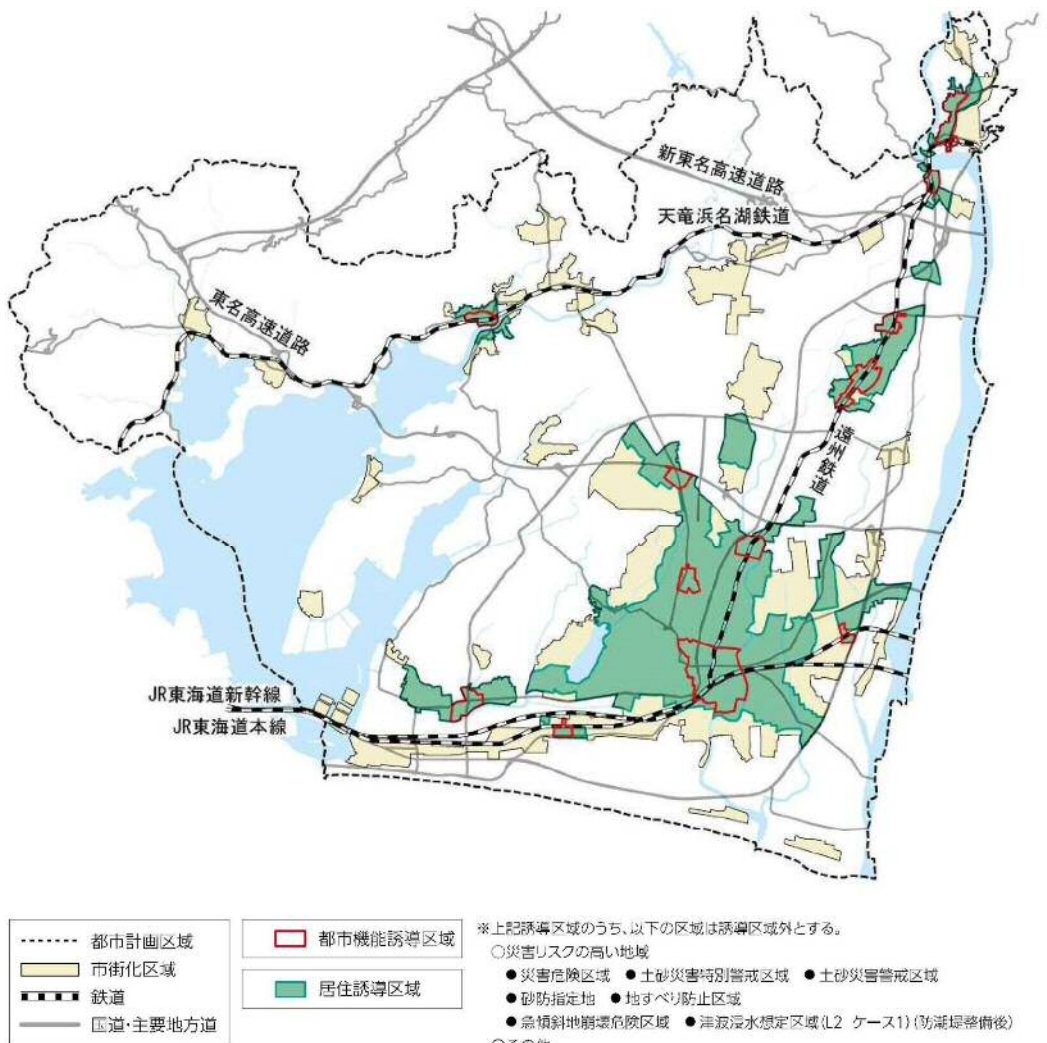 新東名高速道路
天竜浜名湖鉄道
東名高速道路
遠州鉄道
JR東海道新幹線
JR東海道本線
都市計画区域
市街化区域
鉄道
国道・主要地方道
都市機能誘導区域
居住誘導区域
※上記誘導区域のうち、以下の区域は誘導区域外とする。
○災害リスクの高い地域
●災害危険区域 ●土砂災害特別警戒区域 ●土砂災害警戒区域
●砂防指定地 ●地すべり防止区域
●急傾斜地崩壊危険区域 ●津波浸水想定区域(L2 ケース1)(防潮堤整備後)
○その他